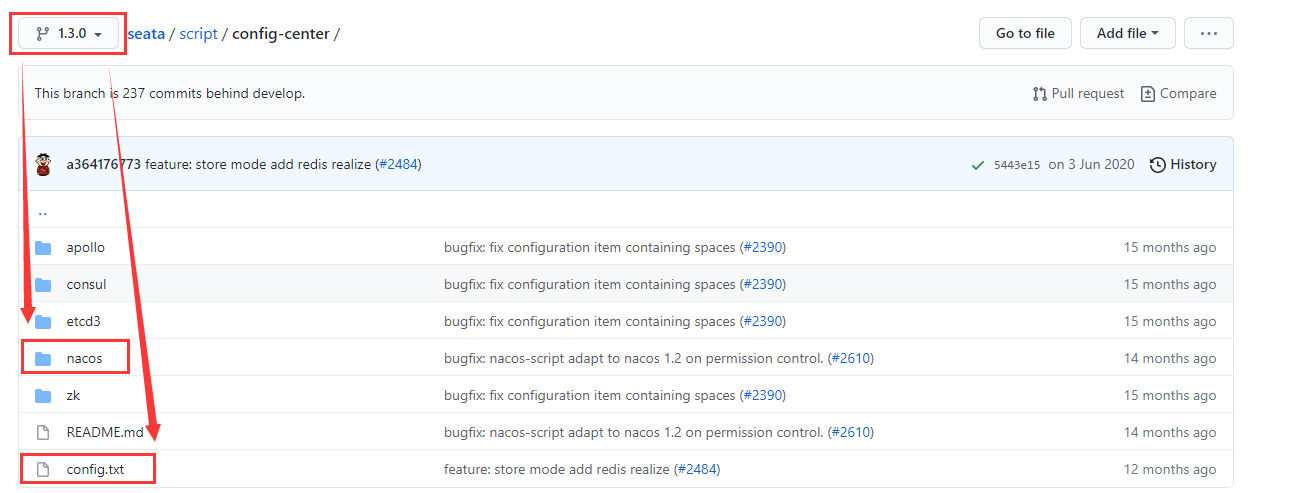 1.3.0 seata / script / config-center / Go to file Add file ...
This branch is 237 commits behind develop. Pull request Compare
a364176773 feature: store mode add redis realize (#2484) 5443e15 on 3 Jun 2020 History
..
apollo bugfix: fix configuration item containing spaces (#2390) 15 months ago
consul bugfix: fix configuration item containing spaces (#2390) 15 months ago
etcd3 bugfix: fix configuration item containing spaces (#2390) 15 months ago
nacos bugfix: nacos-script adapt to nacos 1.2 on permission control. (#2610) 14 months ago
zk bugfix: fix configuration item containing spaces (#2390) 15 months ago
README.md bugfix: nacos-script adapt to nacos 1.2 on permission control. (#2610) 14 months ago
config.txt feature: store mode add redis realize (#2484) 12 months ago